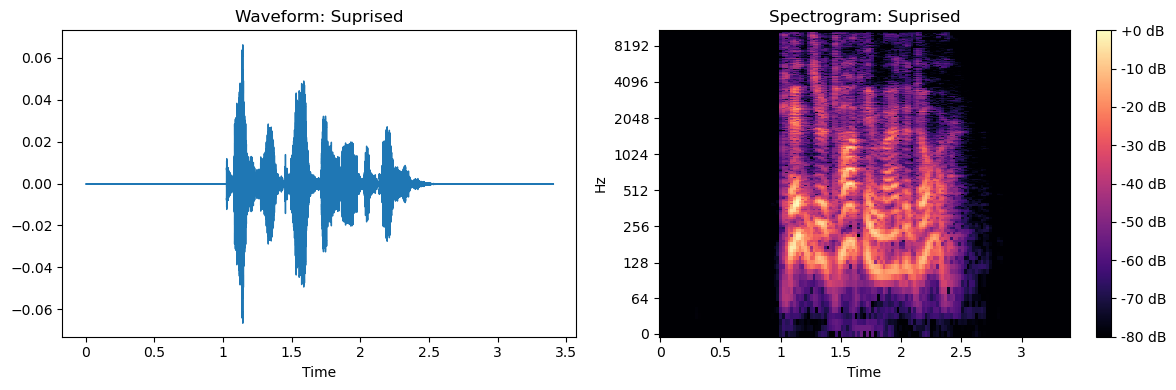 Waveform: Suprised
0.06
0.04
0.02
0.00
−0.02
−0.04
−0.06
0 0.5 1 1.5 2 2.5 3 3.5
Time
Spectrogram: Suprised
8192
4096
2048
1024
512
256
128
64
0
Hz
0 0.5 1 1.5 2 2.5 3
Time
+0 dB
-10 dB
-20 dB
-30 dB
-40 dB
-50 dB
-60 dB
-70 dB
-80 dB